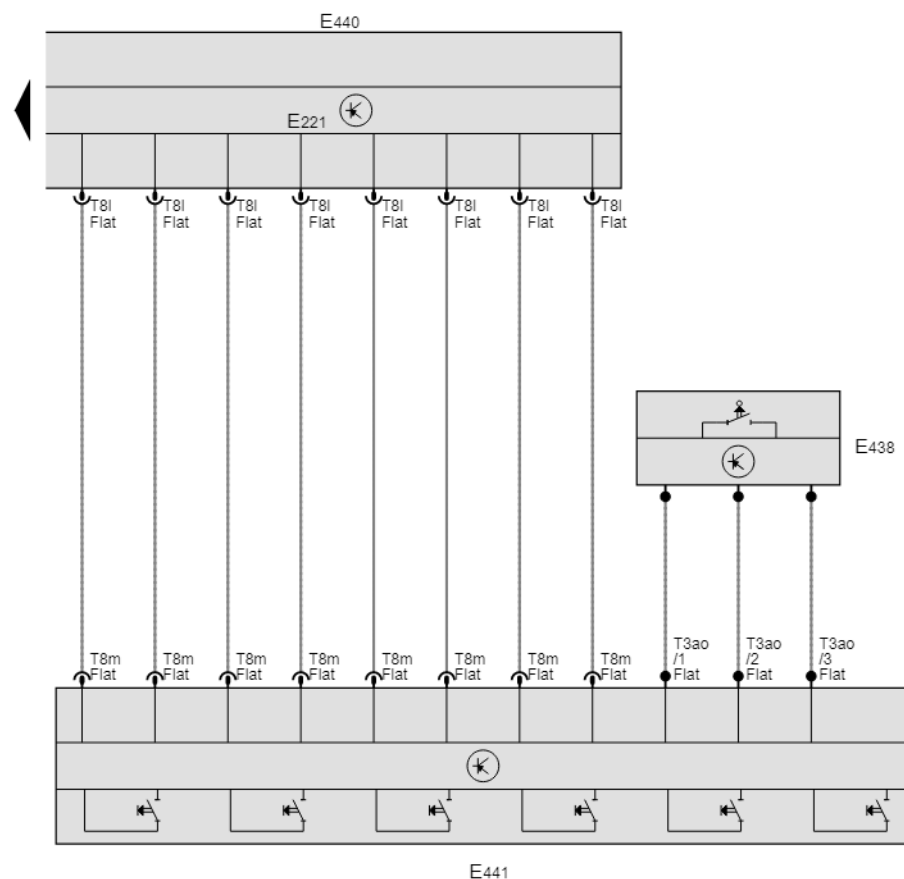 E440
E221
T8l T8l T8l T8l T8l T8l T8l T8l
Flat Flat Flat Flat Flat Flat Flat Flat
E438
T8m T8m T8m T8m T8m T8m T8m T8m
Flat Flat Flat Flat Flat Flat Flat Flat
T3ao T3ao T3ao
/1 /2 /3
Flat Flat Flat
E441